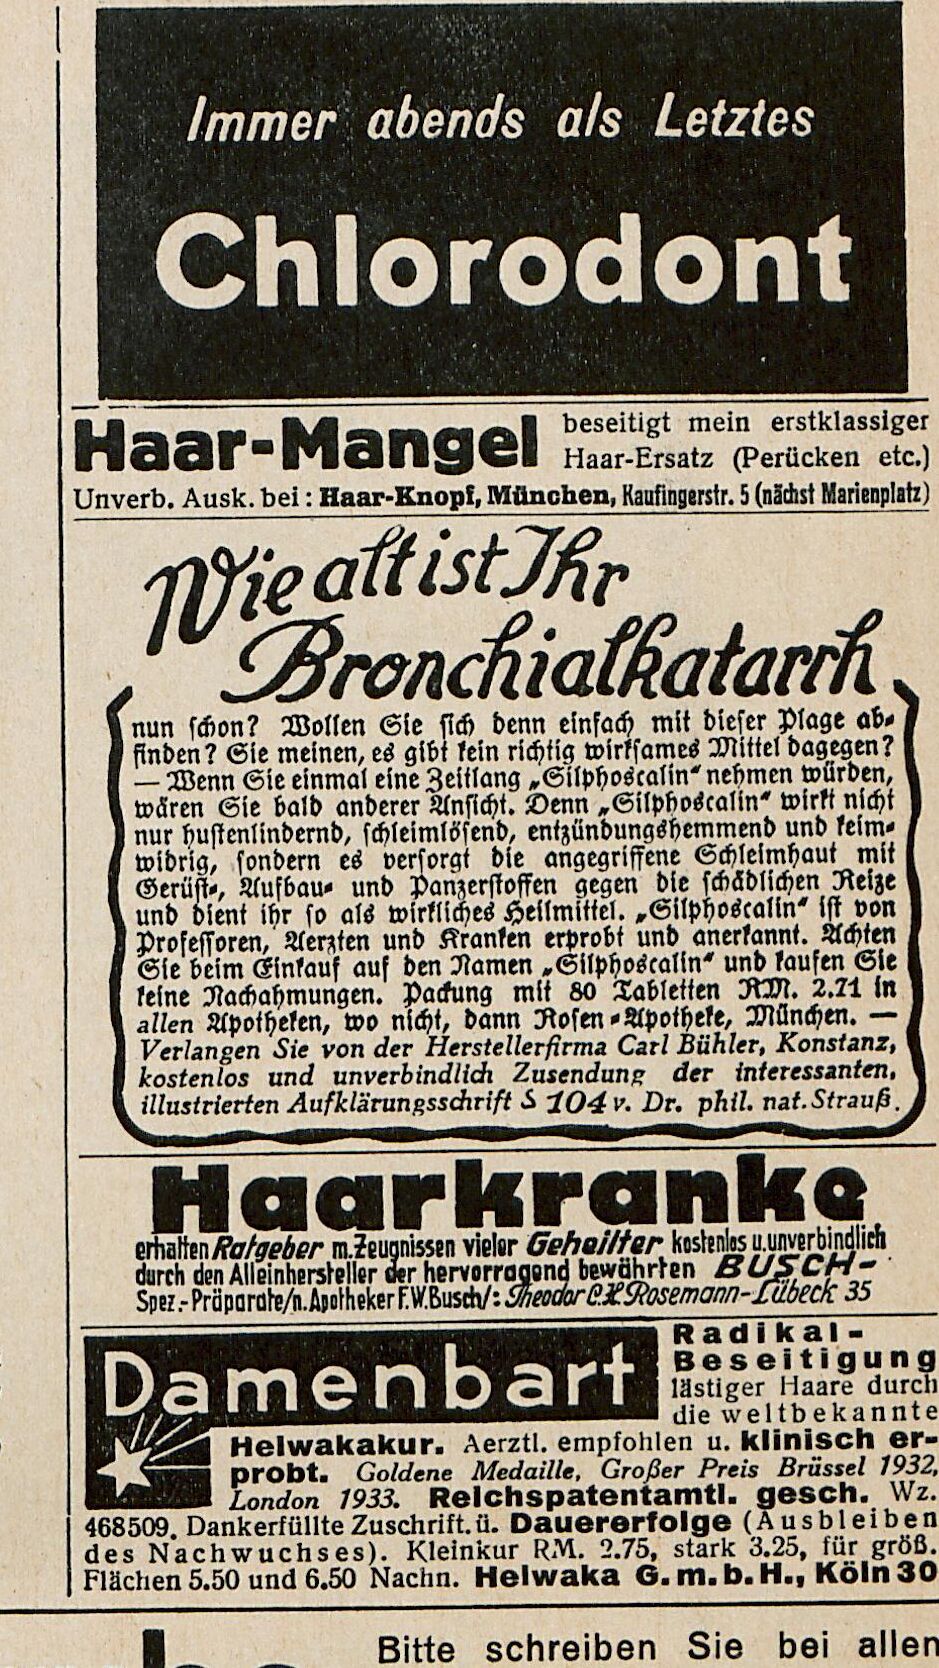 Immer abends als Letztes
Chlorodont
Haar-Mangel
beseitigt mein erstklassiger
Haar-Ersatz (Perücken etc.)
Unverb. Ausk. bei: Haar-Knopf, München, Kaufingerstr. 5 (nächst Marienplatz)
Wie alt ist Ihr
Bronchialkatarrh
nun schon? Wollen Sie sich denn einfach mit dieser Plage ab-
finden? Sie meinen, es gibt kein richtig wirksames Mittel dagegen?
— Wenn Sie einmal eine Zeitlang „Silphoscalin“ nehmen würden,
wären Sie bald anderer Ansicht. Denn „Silphoscalin“ wirkt nicht
nur hustenlindernd, schleimlösend, entzündungshemmend und keim-
widrig, sondern es versorgt die angegriffene Schleimhaut mit
Gerüst-, Aufbau- und Panzerstoffen gegen die schädlichen Reize
und dient ihr so als wirkliches Heilmittel. „Silphoscalin“ ist von
Professoren, Aerzten und Kranken erprobt und anerkannt. Achten
Sie beim Einkauf auf den Namen „Silphoscalin“ und kaufen Sie
keine Nachahmungen. Packung mit 80 Tabletten RM. 2.71 in
allen Apotheken, wo nicht, dann Rosen-Apotheke, München. —
Verlangen Sie von der Herstellerfirma Carl Bühler, Konstanz,
kostenlos und unverbindlich Zusendung der interessanten,
illustrierten Aufklärungsschrift S 104 v. Dr. phil. nat. Strauß.
Haarkranke
erhalten Ratgeber m. Zeugnissen vieler Geheilter kostenlos u. unverbindlich
durch den Alleinhersteller der hervorragend bewährten BUSCH-
Spez.-Präparate/n. Apotheker F. W. Busch/: Theodor C. H. Rosemann-Lübeck 35
Damenbart
Radikal-
Beseitigung
lästiger Haare durch
die weltbekannte
Helwakakur. Aerztl. empfohlen u. klinisch er-
probt. Goldene Medaille, Großer Preis Brüssel 1932,
London 1933. Reichspatentamtl. gesch. Wz.
468509. Dankerfüllte Zuschrift. ü. Dauererfolge (Ausbleiben
des Nachwuchses). Kleinkur RM. 2.75, stark 3.25, für größ.
Flächen 5.50 und 6.50 Nachn. Helwaka G.m.b.H., Köln 30
Bitte schreiben Sie bei allen